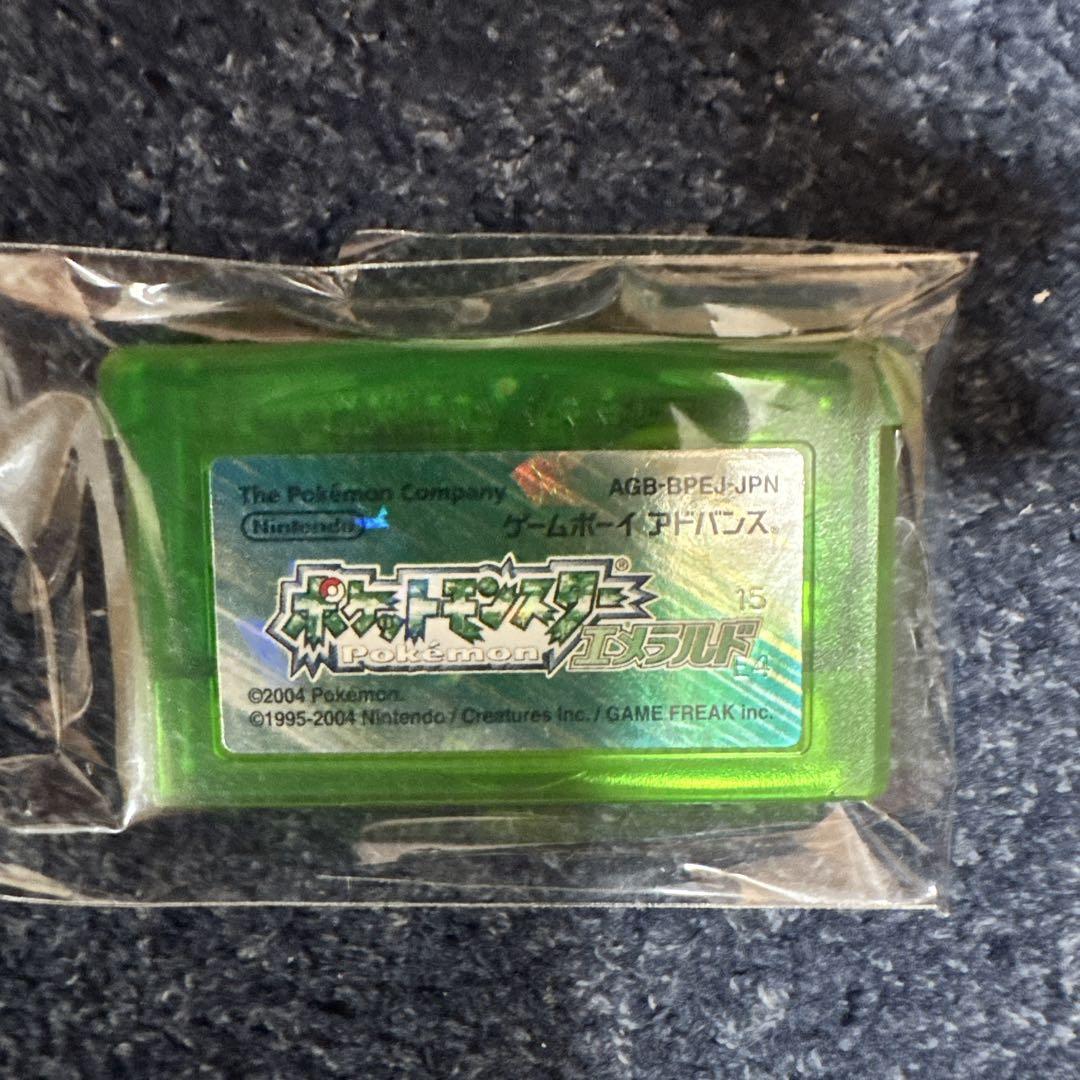 The Pokémon Company
AGB-BPEJ-JPN
Nintendo
ゲームボーイ アドバンス®
ポケットモンスター®
Pokémon
エメラルド
15
©2004 Pokémon.
©1995-2004 Nintendo / Creatures Inc. / GAME FREAK inc.